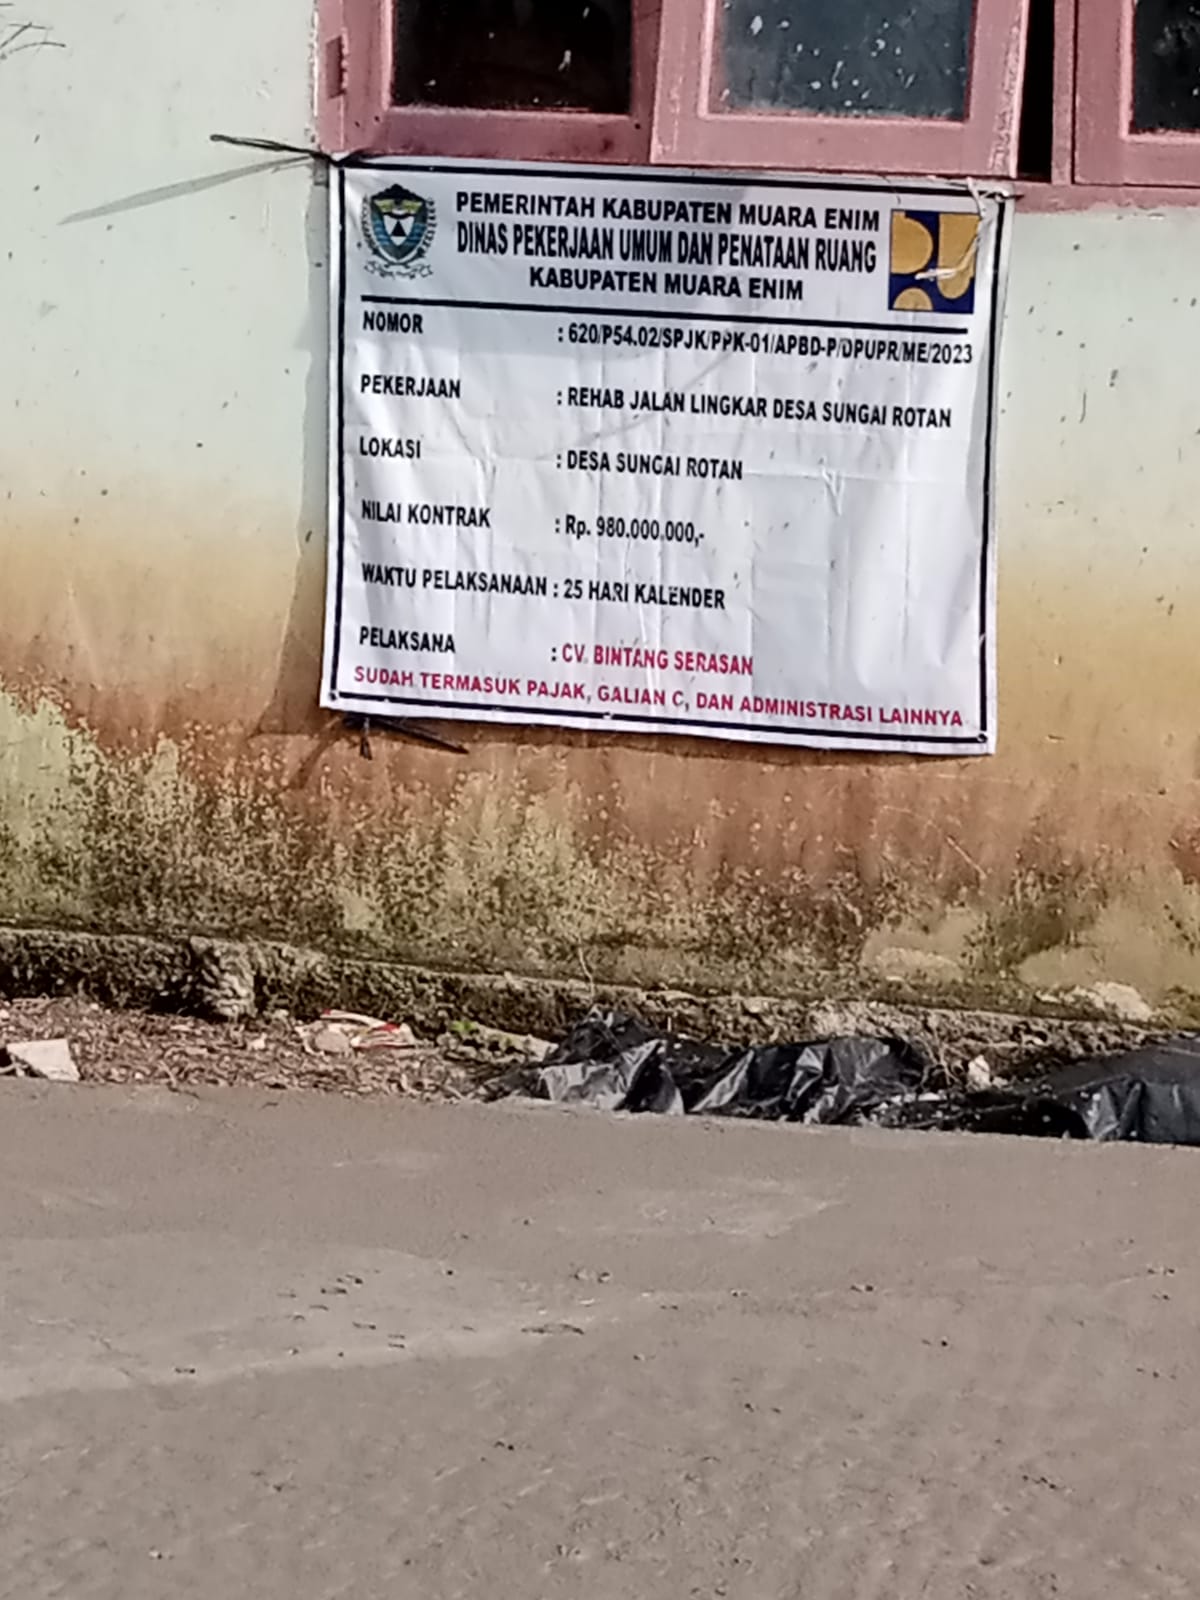 PEMERINTAH KABUPATEN MUARA ENIM
DINAS PEKERJAAN UMUM DAN PENATAAN RUANG
KABUPATEN MUARA ENIM
NOMOR : 620/P54.02/SPJK/PPK-01/APBD-P/DPUPR/ME/2023
PEKERJAAN : REHAB JALAN LINGKAR DESA SUNGAI ROTAN
LOKASI : DESA SUNGAI ROTAN
NILAI KONTRAK : Rp. 980.000.000,-
WAKTU PELAKSANAAN : 25 HARI KALENDER
PELAKSANA : CV. BINTANG SERASAN
SUDAH TERMASUK PAJAK, GALIAN C, DAN ADMINISTRASI LAINNYA